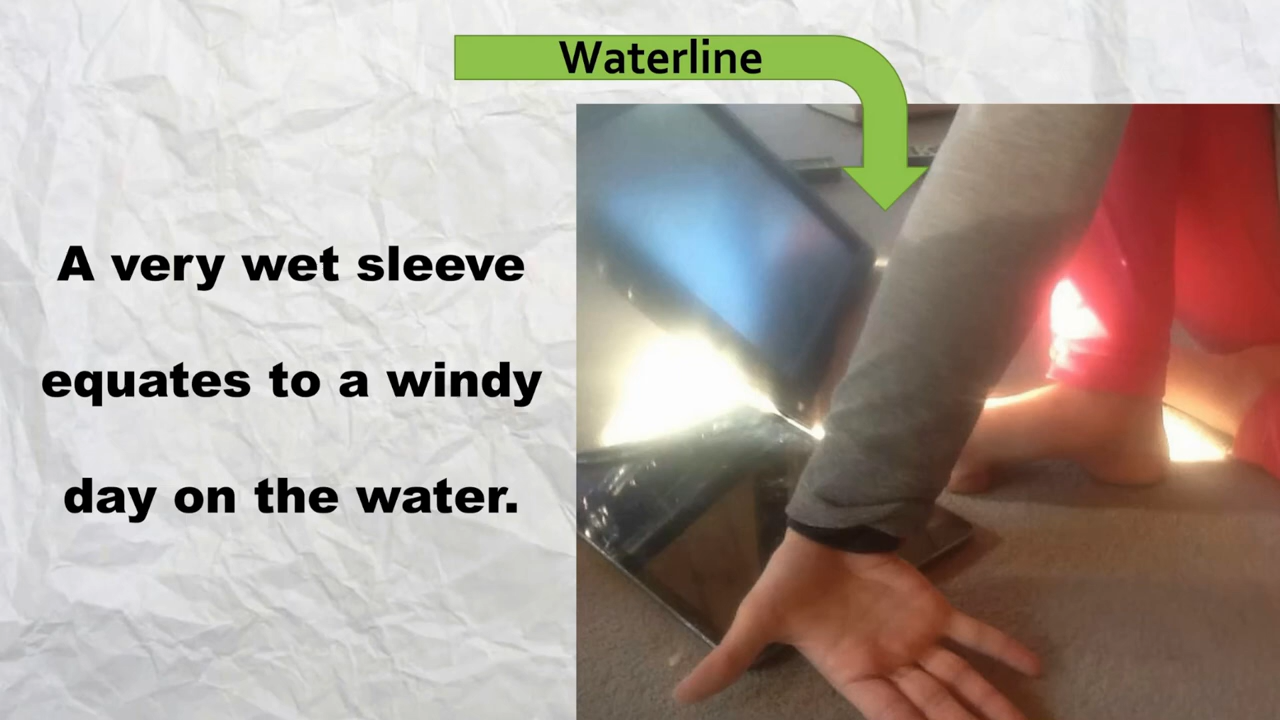 Waterline
A very wet sleeve
equates to a windy
day on the water.